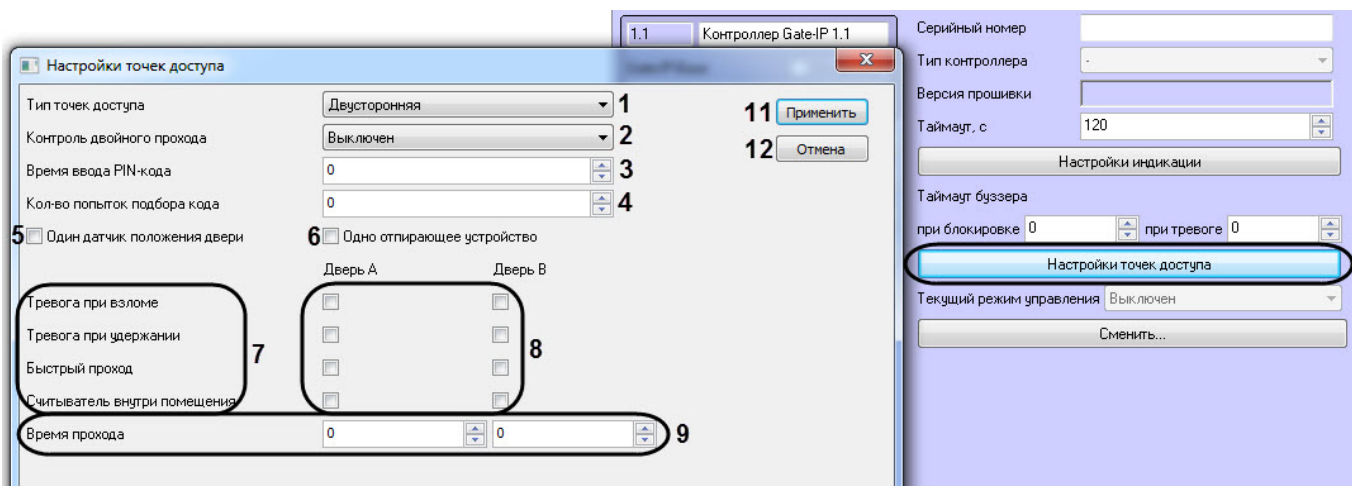 1.1 Контроллер Gate-IP 1.1
Серийный номер
Тип контроллера -
Версия прошивки
Таймаут, с 120
Настройки индикации
Таймаут буззера
при блокировке 0 при тревоге 0
Настройки точек доступа
Текущий режим управления Выключен
Сменить...
Настройки точек доступа
Тип точек доступа Двусторонняя 1
11 Применить
Контроль двойного прохода Выключен 2
12 Отмена
Время ввода PIN-кода 0 3
Кол-во попыток подбора кода 0 4
5 Один датчик положения двери 6 Одно отпирающее устройство
Дверь A Дверь B
Тревога при взломе
Тревога при удержании
7 8
Быстрый проход
Считыватель внутри помещения
Время прохода 0 0 9